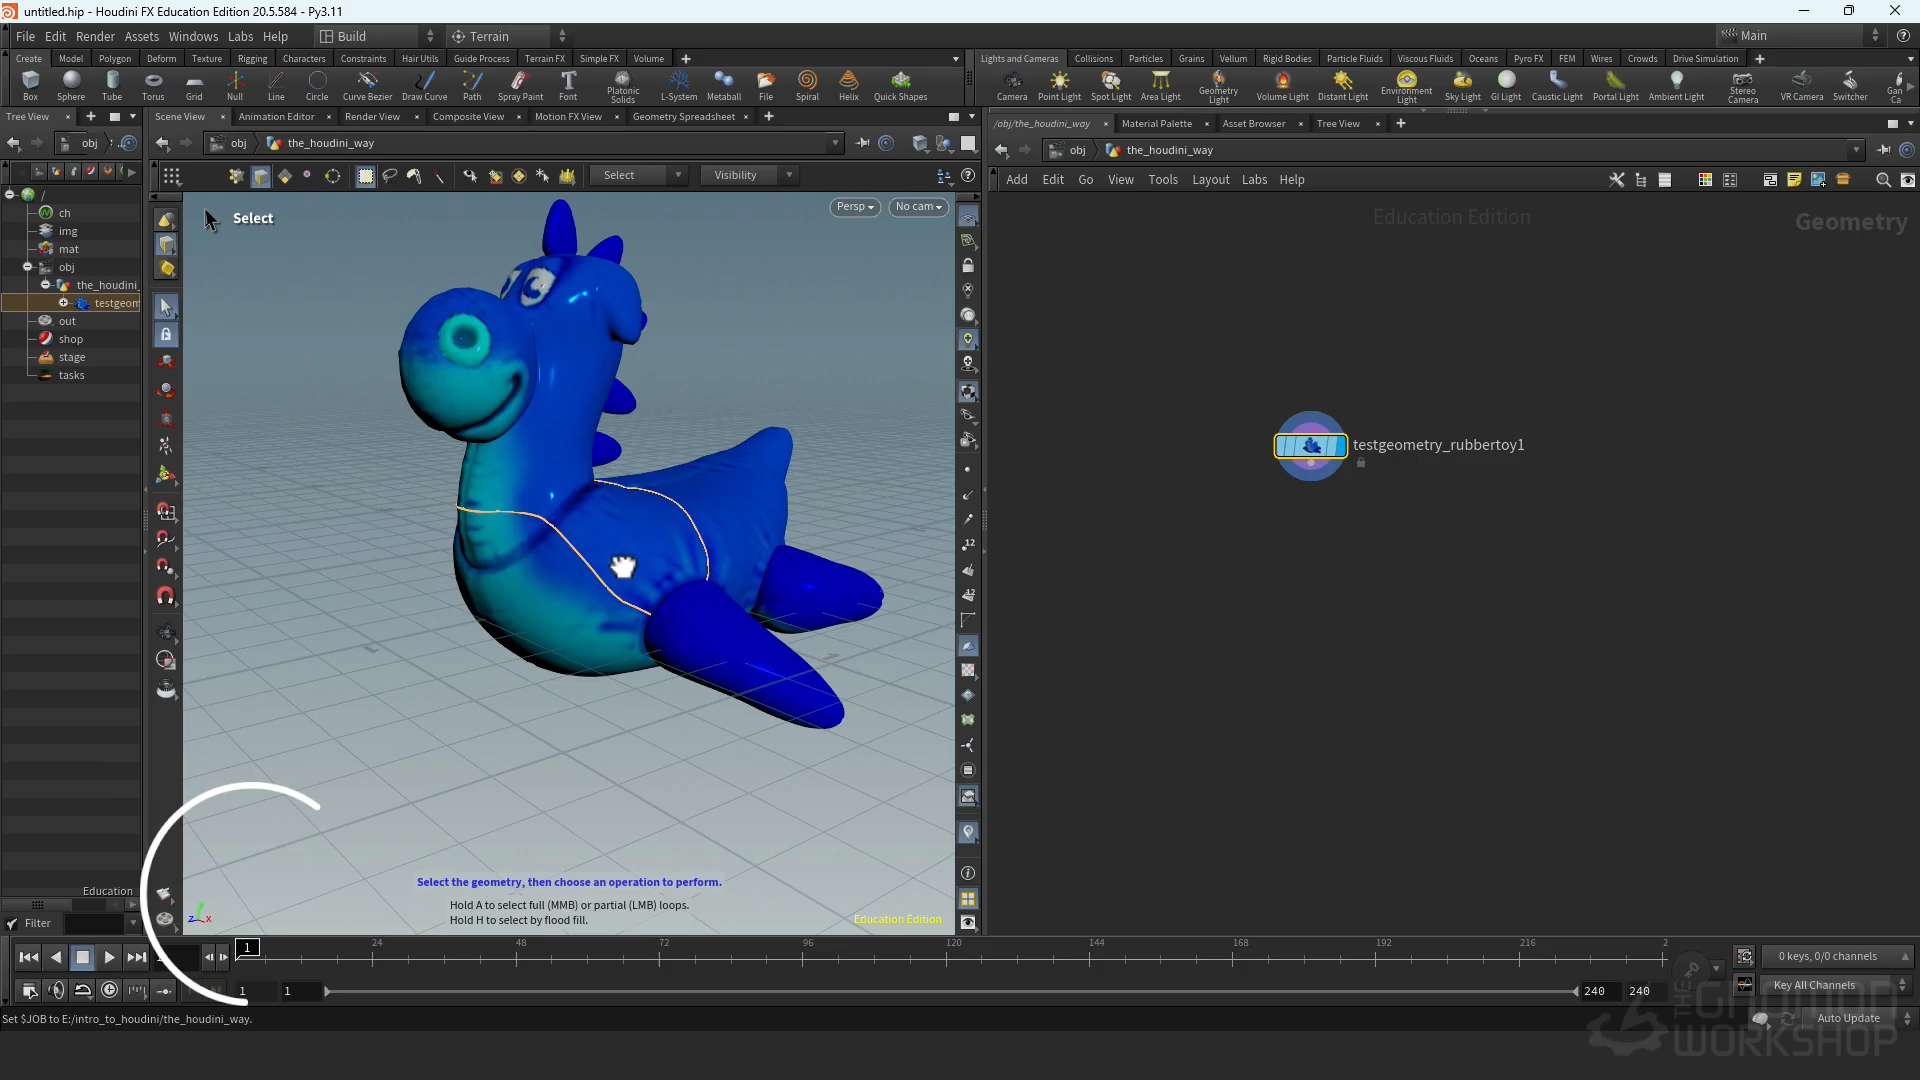 untitled.hip - Houdini FX Education Edition 20.5.584 - Py3.11
File Edit Render Assets Windows Labs Help Build Terrain Main
Create Model Polygon Deform Texture Rigging Characters Constraints Hair Utils Guide Process Terrain FX Simple FX Volume
Lights and Cameras Collisions Particles Grains Vellum Rigid Bodies Particle Fluids Viscous Fluids Oceans Pyro FX FEM Wires Crowds Drive Simulation
Box Sphere Tube Torus Grid Null Line Circle Curve Bezier Draw Curve Path Spray Paint Font Platonic Solids L-System Metaball File Spiral Helix Quick Shapes
Camera Point Light Spot Light Area Light Geometry Light Volume Light Distant Light Environment Light Sky Light GI Light Caustic Light Portal Light Ambient Light Stereo Camera VR Camera Switcher Gan Ca
Tree View Scene View Animation Editor Render View Composite View Motion FX View Geometry Spreadsheet
/obj/the_houdini_way Material Palette Asset Browser Tree View
obj obj the_houdini_way
obj the_houdini_way
Select Visibility
Add Edit Go View Tools Layout Labs Help
/
ch
img
mat
obj
the_houdini_
testgeom
out
shop
stage
tasks
Select
Persp No cam
Education Edition
Geometry
testgeometry_rubbertoy1
12
12
z x
Select the geometry, then choose an operation to perform.
Hold A to select full (MMB) or partial (LMB) loops.
Hold H to select by flood fill.
Education Edition
Education
Filter
1 24 48 72 96 120 144 168 192 216 2
0 keys, 0/0 channels
1 1 240 240
Key All Channels
Set $JOB to E:/intro_to_houdini/the_houdini_way.
Auto Update
THE GNOMON WORKSHOP